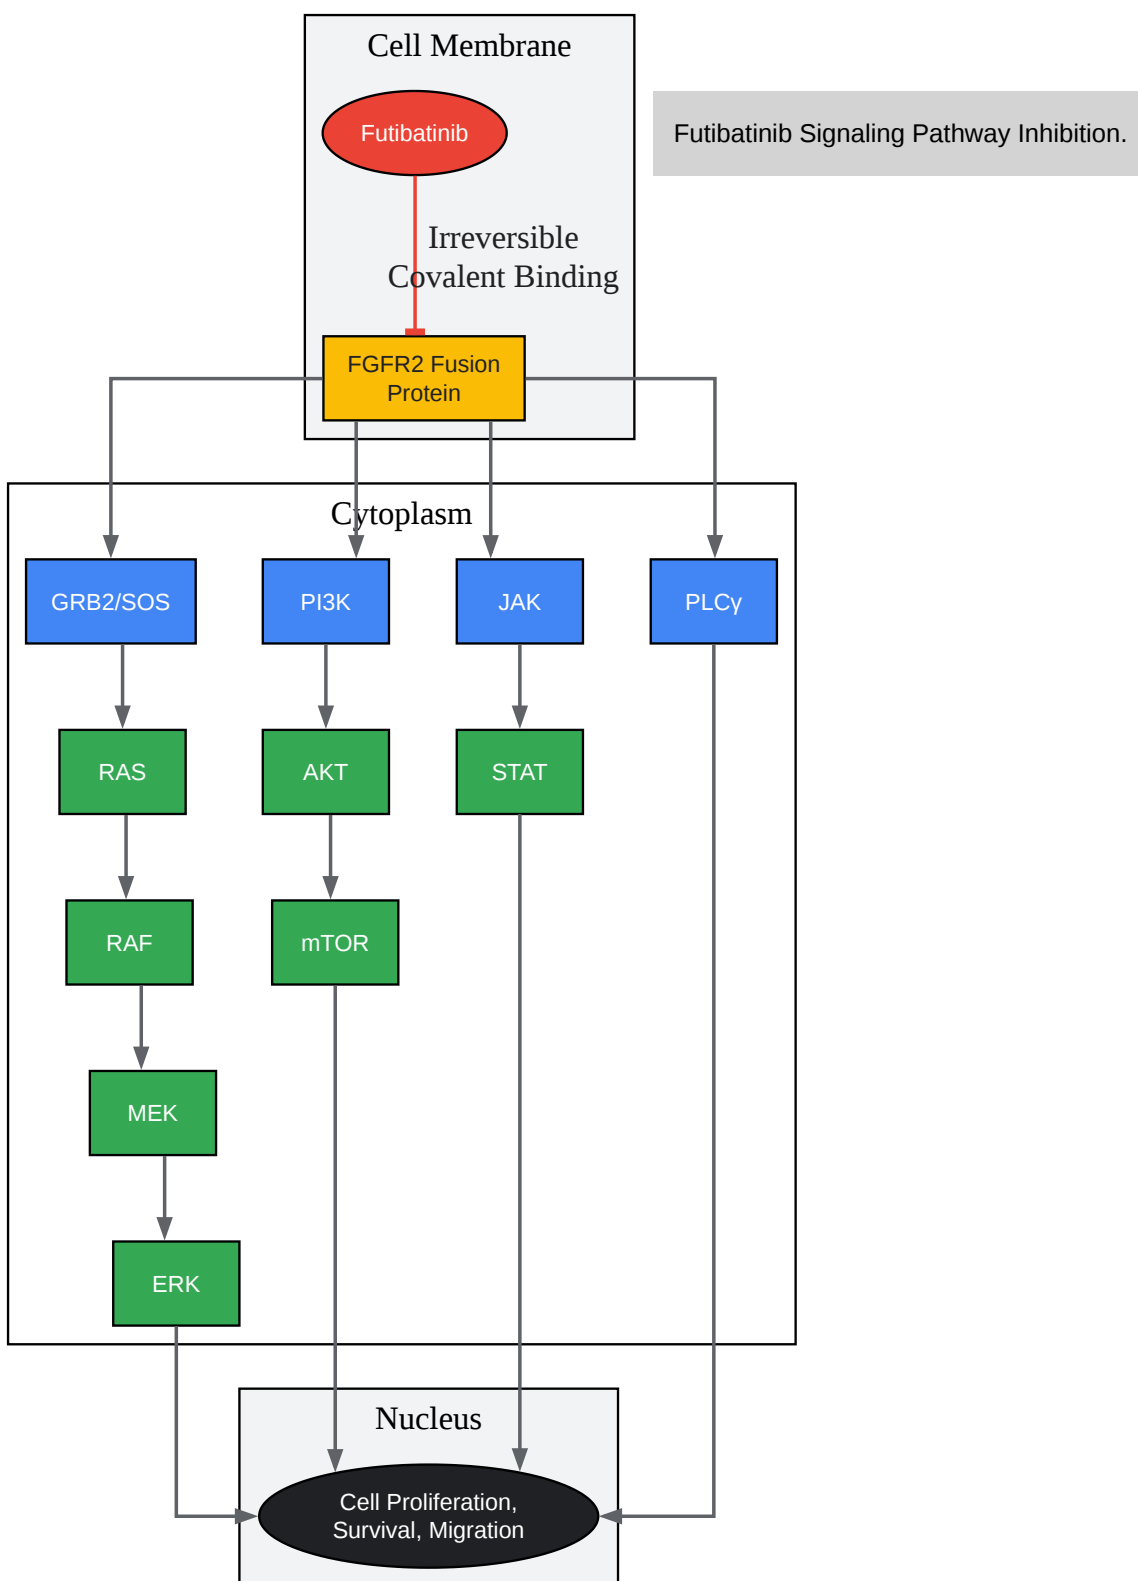 Cell Membrane
Futibatinib
Futibatinib Signaling Pathway Inhibition.
Irreversible
Covalent Binding
FGFR2 Fusion
Protein
Cytoplasm
GRB2/SOS
PI3K
JAK
PLCγ
RAS
AKT
STAT
RAF
mTOR
MEK
ERK
Nucleus
Cell Proliferation,
Survival, Migration